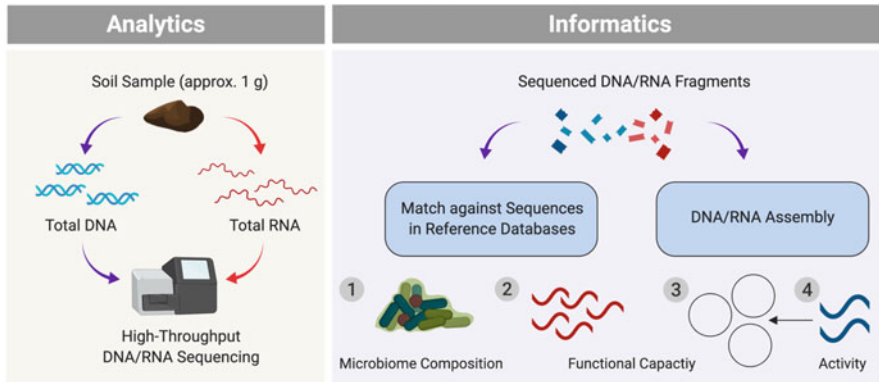 Analytics
Soil Sample (approx. 1 g)
Total DNA
Total RNA
High-Throughput
DNA/RNA Sequencing
Informatics
Sequenced DNA/RNA Fragments
Match against Sequences
in Reference Databases
DNA/RNA Assembly
1
2
3
4
Microbiome Composition
Functional Capactiy
Activity